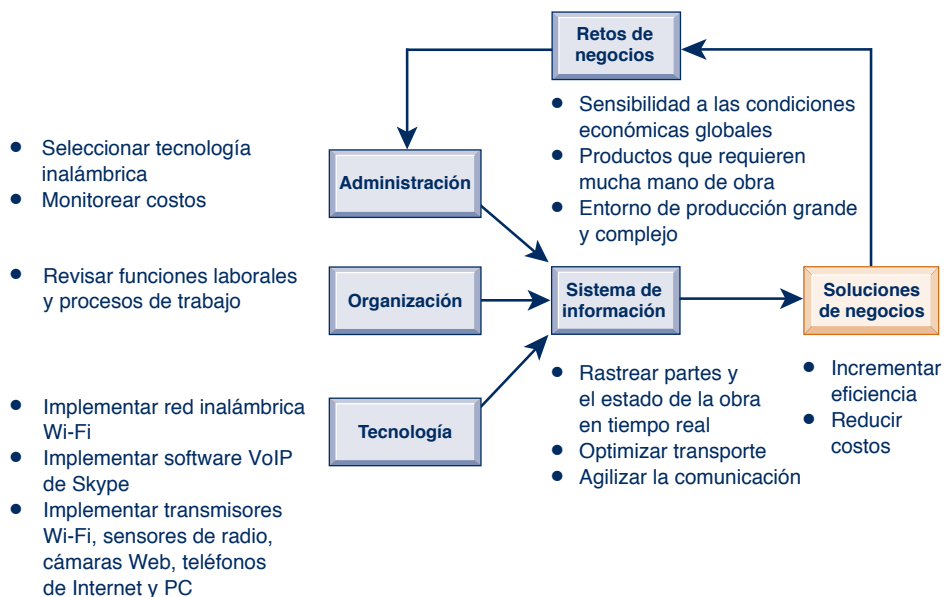 Retos de
negocios
● Sensibilidad a las condiciones
económicas globales
● Productos que requieren
mucha mano de obra
● Entorno de producción grande
y complejo
● Seleccionar tecnología
inalámbrica
● Monitorear costos
Administración
● Revisar funciones laborales
y procesos de trabajo
Organización
Sistema de
información
Soluciones
de negocios
● Implementar red inalámbrica
Wi-Fi
● Implementar software VoIP
de Skype
● Implementar transmisores
Wi-Fi, sensores de radio,
cámaras Web, teléfonos
de Internet y PC
Tecnología
● Rastrear partes y
el estado de la obra
en tiempo real
● Optimizar transporte
● Agilizar la comunicación
● Incrementar
eficiencia
● Reducir
costos